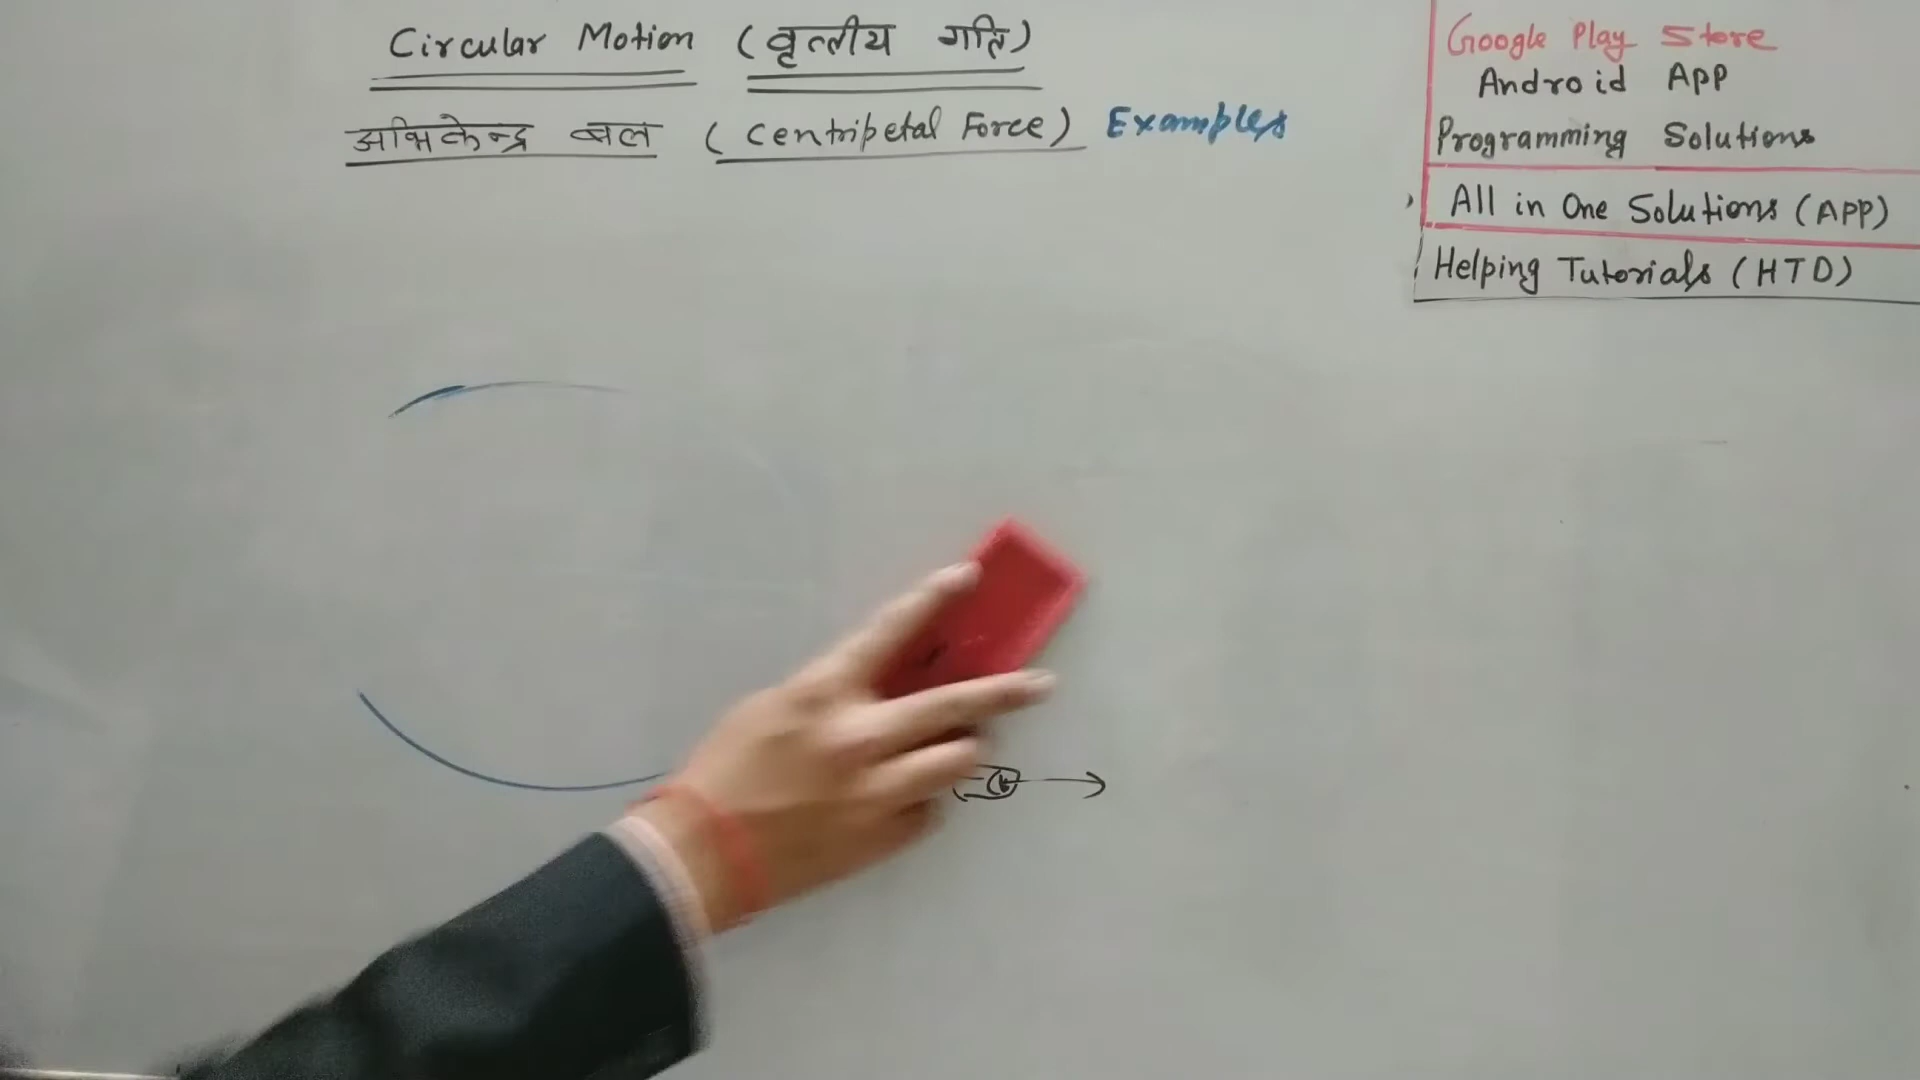 Circular Motion (वृत्तीय गति)
अभिकेन्द्र बल (Centripetal Force) Examples
Google Play Store
Android App
Programming Solutions
All in One Solutions (APP)
Helping Tutorials (HTD)